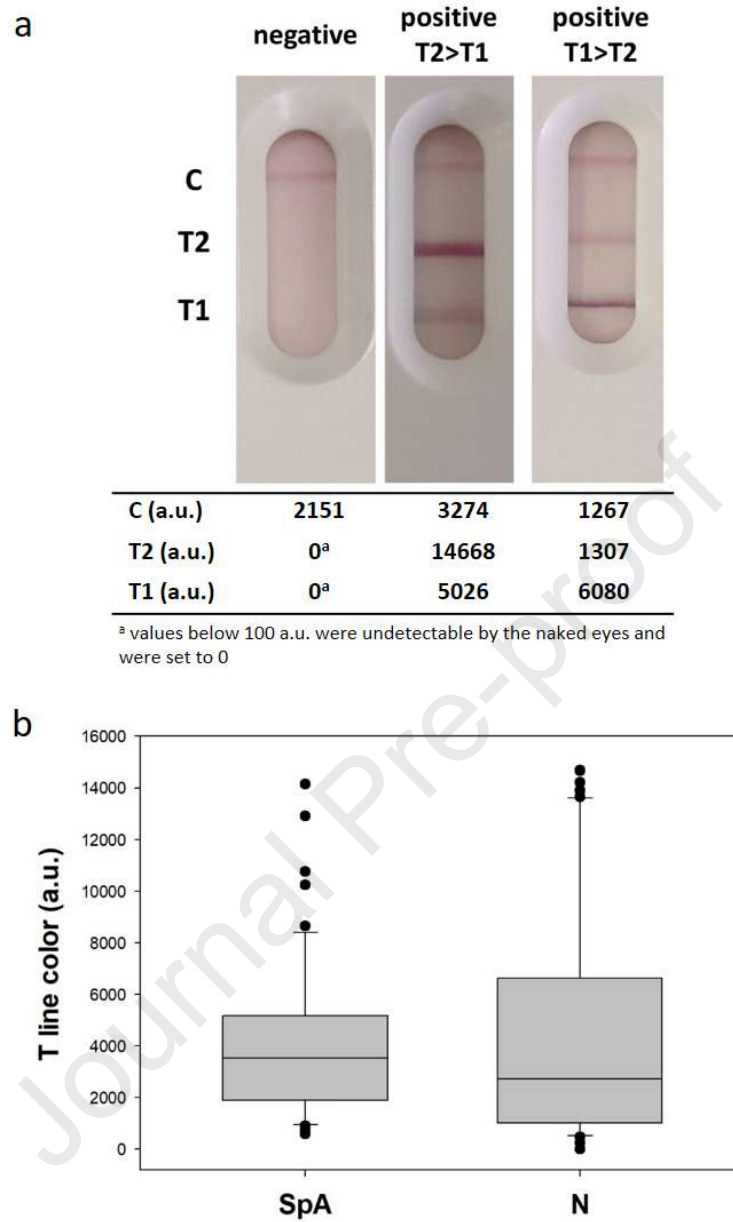 a
negative
positive
T2>T1
positive
T1>T2
C
T2
T1
C (a.u.) 2151 3274 1267
T2 (a.u.) 0ᵃ 14668 1307
T1 (a.u.) 0ᵃ 5026 6080
ᵃ values below 100 a.u. were undetectable by the naked eyes and
were set to 0
b
16000
14000
12000
10000
8000
6000
4000
2000
0
T line color (a.u.)
SpA N
Journal Pre-proof